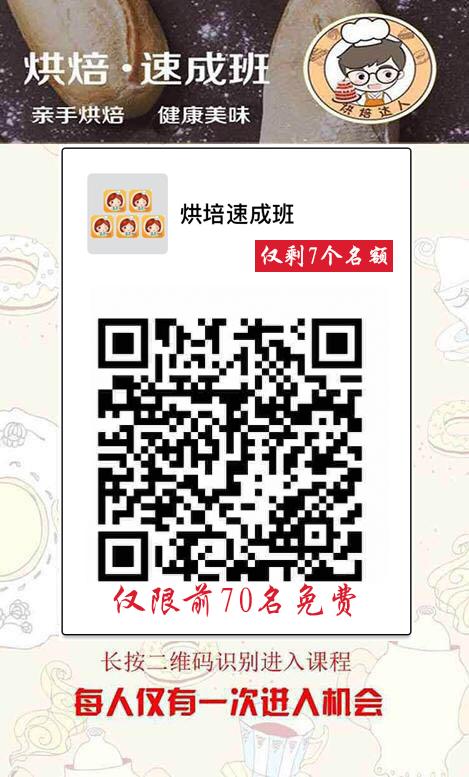 烘焙·速成班
亲手烘焙 健康美味
烘焙达人
烘培速成班
仅剩7个名额
仅限前70名免费
长按二维码识别进入课程
每人仅有一次进入机会